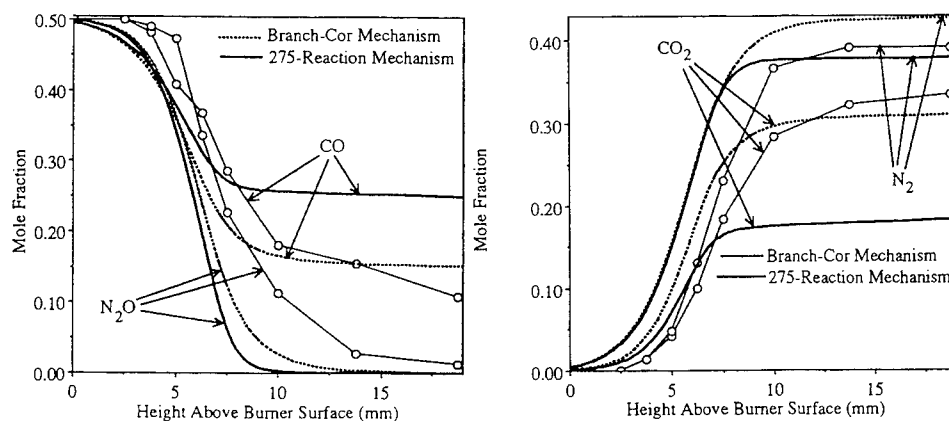 0.50
0.40
0.30
0.20
0.10
0.00
Mole Fraction
Branch-Cor Mechanism
275-Reaction Mechanism
CO
N2O
0
5
10
15
Height Above Burner Surface (mm)
0.40
0.30
0.20
0.10
0.00
Mole Fraction
CO2
N2
Branch-Cor Mechanism
275-Reaction Mechanism
0
5
10
15
Height Above Burner Surface (mm)